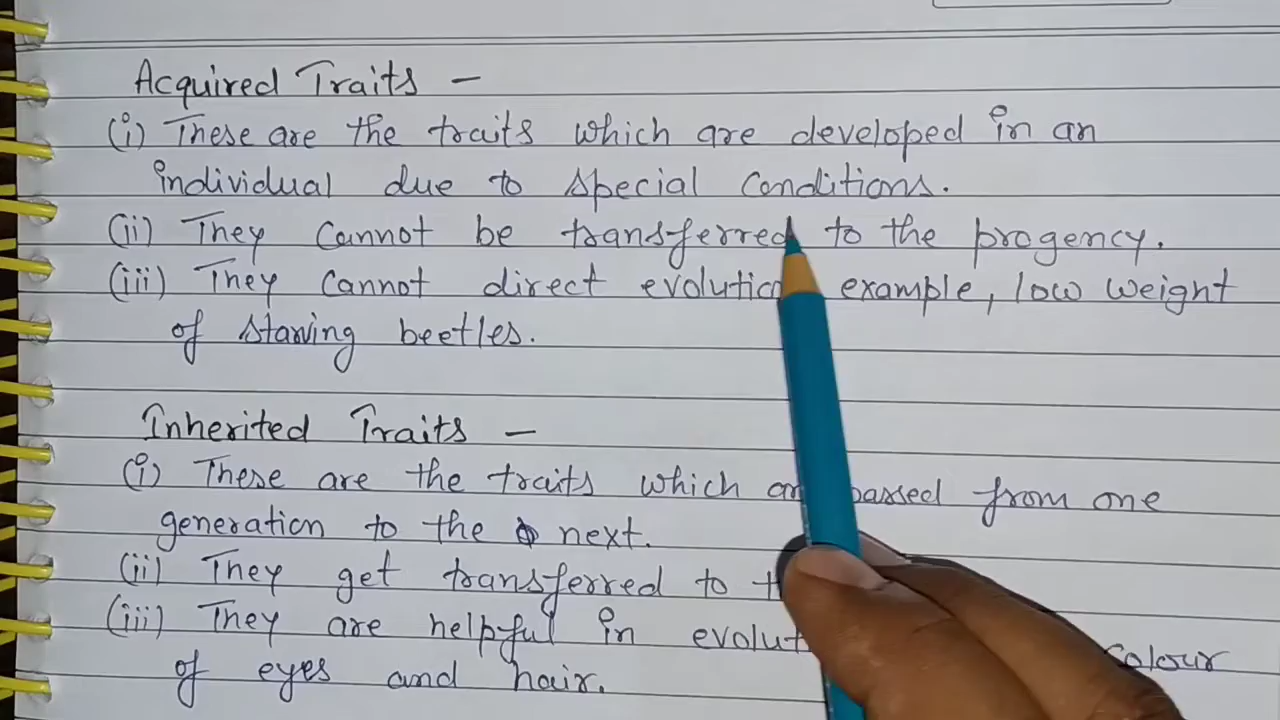 Acquired Traits -
(i) These are the traits which are developed in an
individual due to special conditions.
(ii) They cannot be transferred to the progency.
(iii) They cannot direct evolution example, low weight
of starving beetles.
Inherited Traits -
(i) These are the traits which passed from one
generation to the next.
(ii) They get transferred to
(iii) They are helpful in colour
of eyes and hair.